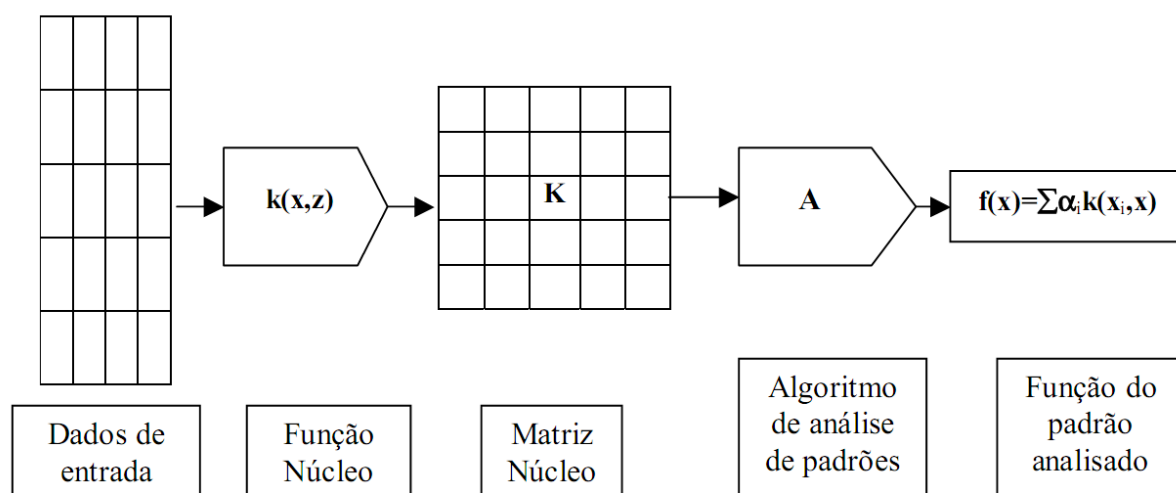 k(x,z)
K
A
f(x)=∑αᵢk(xᵢ,x)
Dados de
entrada
Função
Núcleo
Matriz
Núcleo
Algoritmo
de análise
de padrões
Função do
padrão
analisado